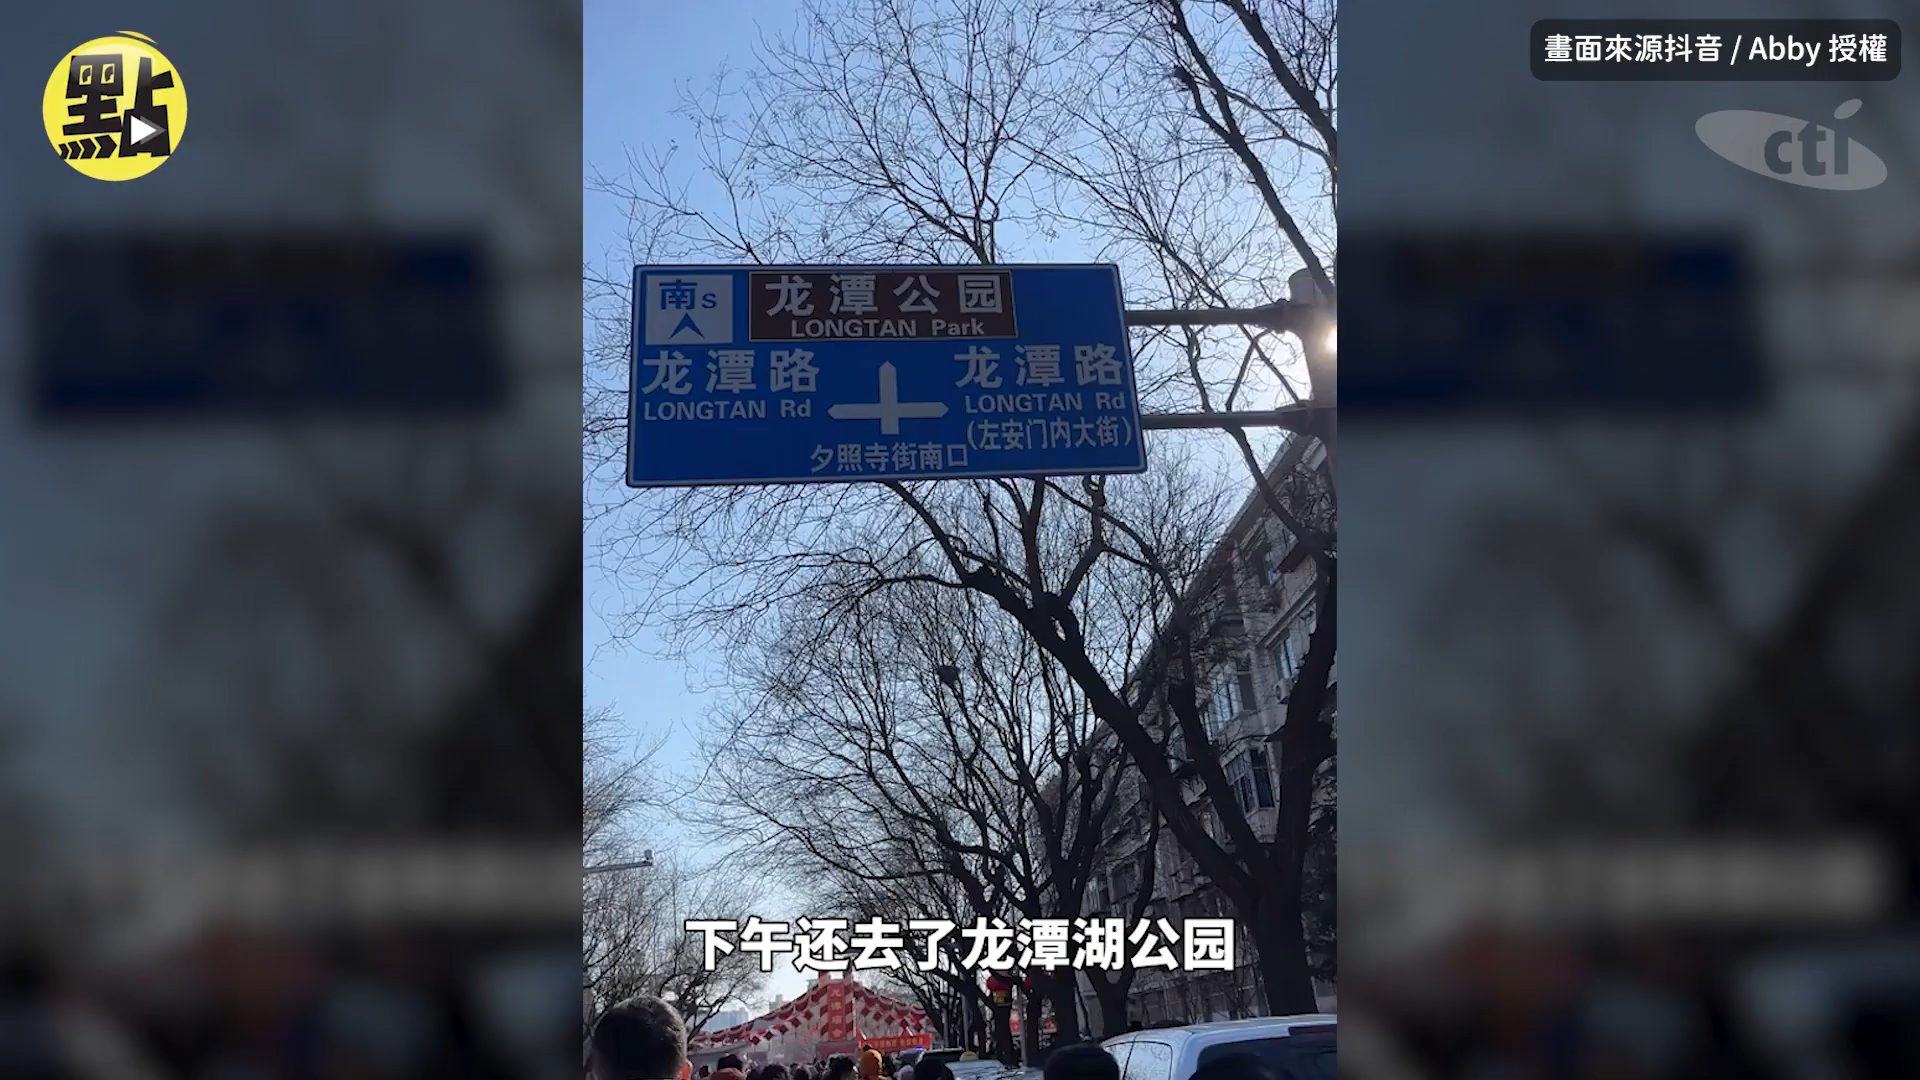 點
畫面來源抖音 / Abby 授權
cti
南S
龙潭公园
LONGTAN Park
龙潭路
LONGTAN Rd
龙潭路
LONGTAN Rd
(左安门内大街)
夕照寺街南口
下午还去了龙潭湖公园